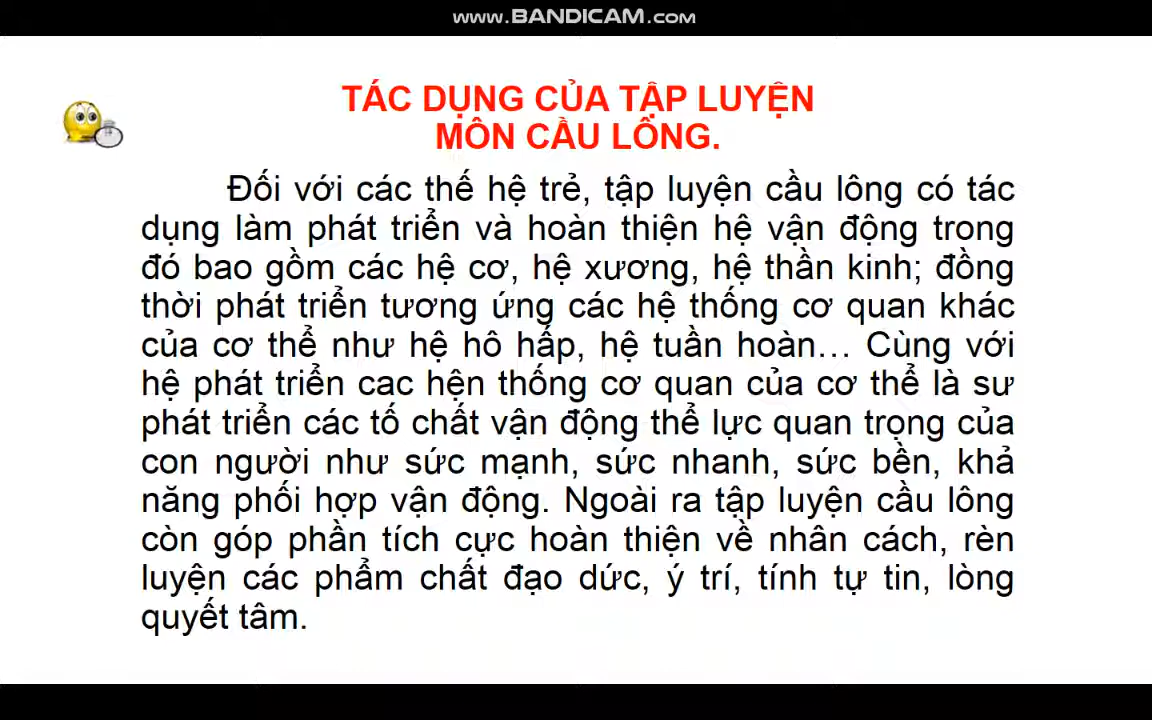 www.BANDICAM.com
TÁC DỤNG CỦA TẬP LUYỆN
MÔN CẦU LÔNG.
Đối với các thế hệ trẻ, tập luyện cầu lông có tác
dụng làm phát triển và hoàn thiện hệ vận động trong
đó bao gồm các hệ cơ, hệ xương, hệ thần kinh; đồng
thời phát triển tương ứng các hệ thống cơ quan khác
của cơ thể như hệ hô hấp, hệ tuần hoàn… Cùng với
hệ phát triển cac hện thống cơ quan của cơ thể là sư
phát triển các tố chất vận động thể lực quan trọng của
con người như sức mạnh, sức nhanh, sức bền, khả
năng phối hợp vận động. Ngoài ra tập luyện cầu lông
còn góp phần tích cực hoàn thiện về nhân cách, rèn
luyện các phẩm chất đạo dức, ý trí, tính tự tin, lòng
quyết tâm.